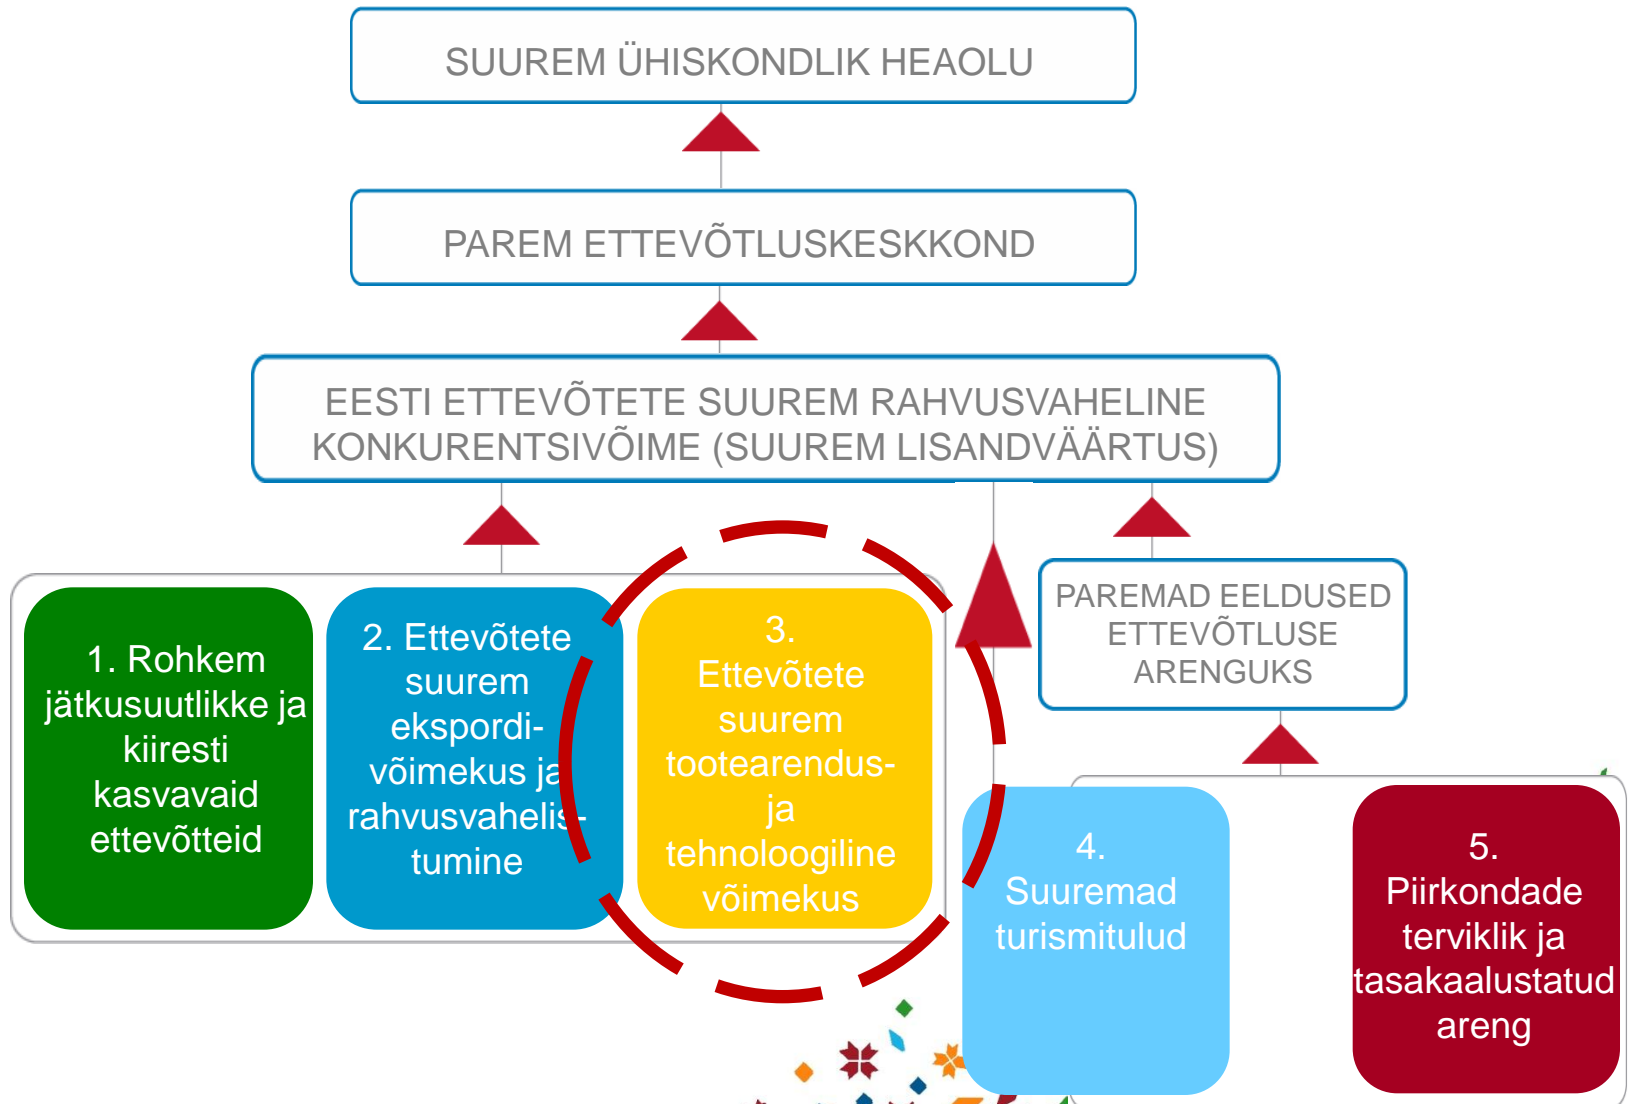 SUUREM ÜHISKONDLIK HEAOLU
PAREM ETTEVÕTLUSKESKKOND
EESTI ETTEVÕTETE SUUREM RAHVUSVAHELINE
KONKURENTSIVÕIME (SUUREM LISANDVÄÄRTUS)
PAREMAD EELDUSED
ETTEVÕTLUSE
ARENGUKS
1. Rohkem
jätkusuutlikke ja
kiiresti
kasvavaid
ettevõtteid
2. Ettevõtete
suurem
ekspordi-
võimekus ja
rahvusvahelis-
tumine
3.
Ettevõtete
suurem
tootearendus-
ja
tehnoloogiline
võimekus
4.
Suuremad
turismitulud
5.
Piirkondade
terviklik ja
tasakaalustatud
areng